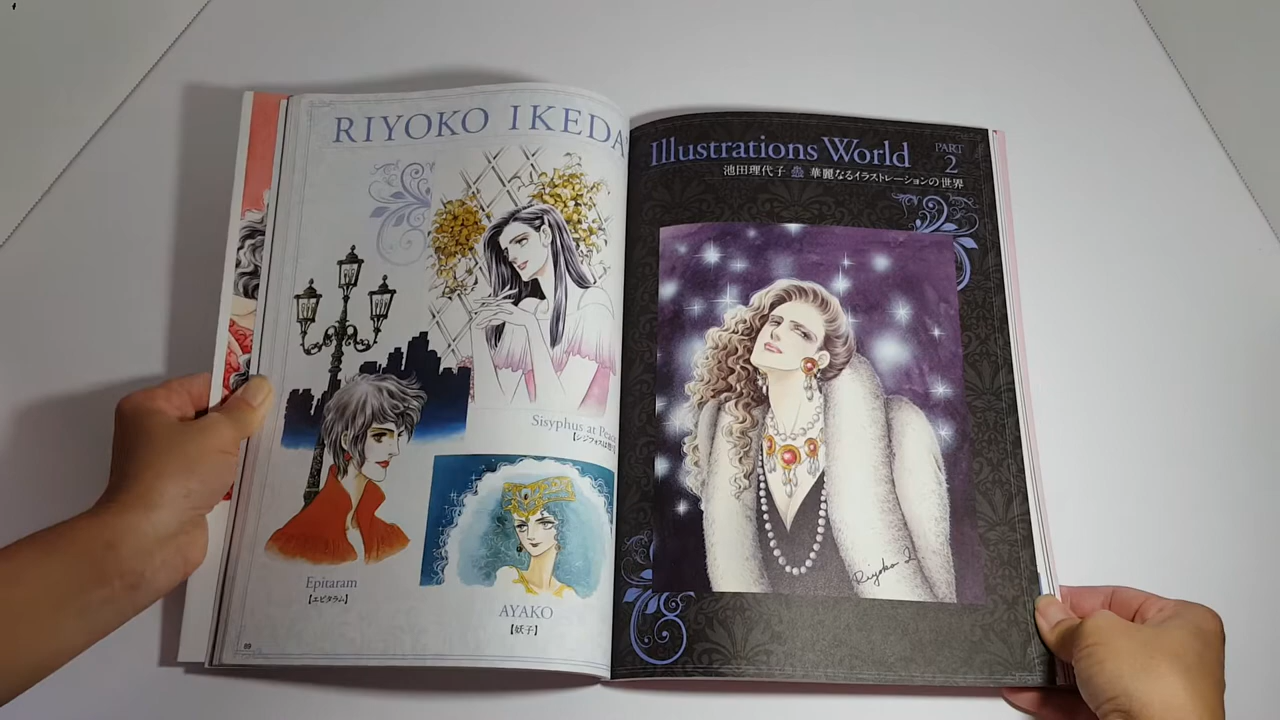 RIYOKO IKEDA
Sisyphus at Peace
Epitaram
【エピタラム】
AYAKO
【妖子】
89
Illustrations World
PART
2
池田理代子 華麗なるイラストレーションの世界
Riyoko I